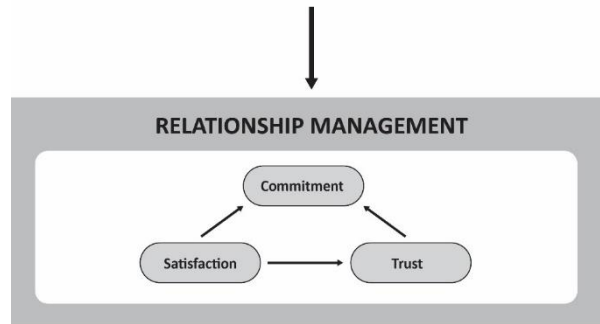 RELATIONSHIP MANAGEMENT
Commitment
Satisfaction
Trust